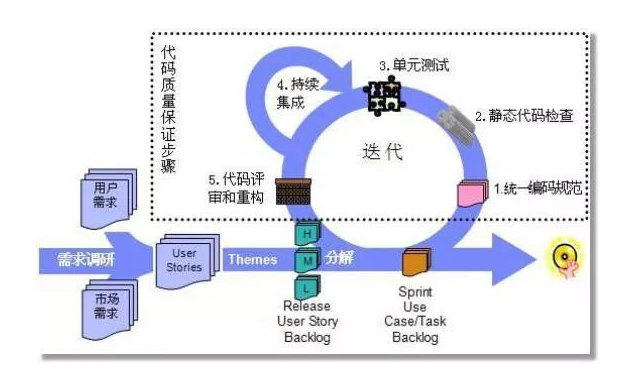 代
码
质
量
保
证
步
骤
3.单元测试
4.持续
集成
2.静态代码检查
迭代
5.代码评
审和重构
1.统一编码规范
用户
需求
需求调研
User
Stories
Themes
H
M
L
分解
市场
需求
Release
User Story
Backlog
Sprint
Use
Case/Task
Backlog